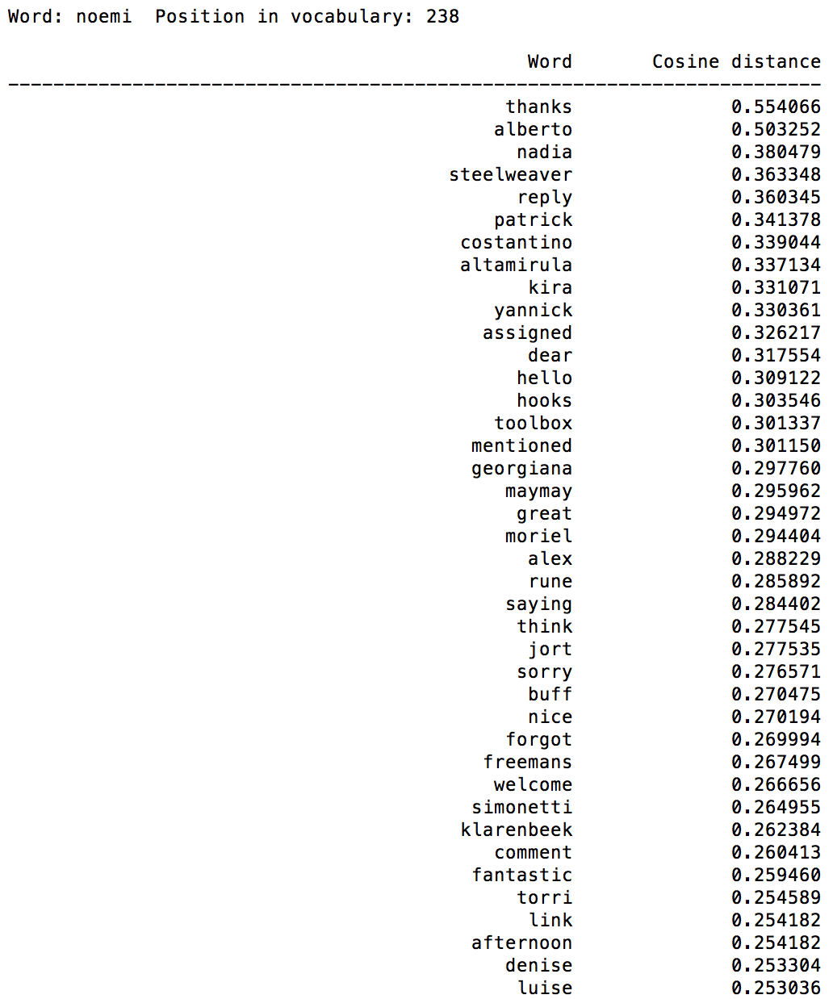 Word: noemi  Position in vocabulary: 238
Word Cosine distance
------------------------------------------------------------------------
thanks 0.554066
alberto 0.503252
nadia 0.380479
steelweaver 0.363348
reply 0.360345
patrick 0.341378
costantino 0.339044
altamirula 0.337134
kira 0.331071
yannick 0.330361
assigned 0.326217
dear 0.317554
hello 0.309122
hooks 0.303546
toolbox 0.301337
mentioned 0.301150
georgiana 0.297760
maymay 0.295962
great 0.294972
moriel 0.294404
alex 0.288229
rune 0.285892
saying 0.284402
think 0.277545
jort 0.277535
sorry 0.276571
buff 0.270475
nice 0.270194
forgot 0.269994
freemans 0.267499
welcome 0.266656
simonetti 0.264955
klarenbeek 0.262384
comment 0.260413
fantastic 0.259460
torri 0.254589
link 0.254182
afternoon 0.254182
denise 0.253304
luise 0.253036